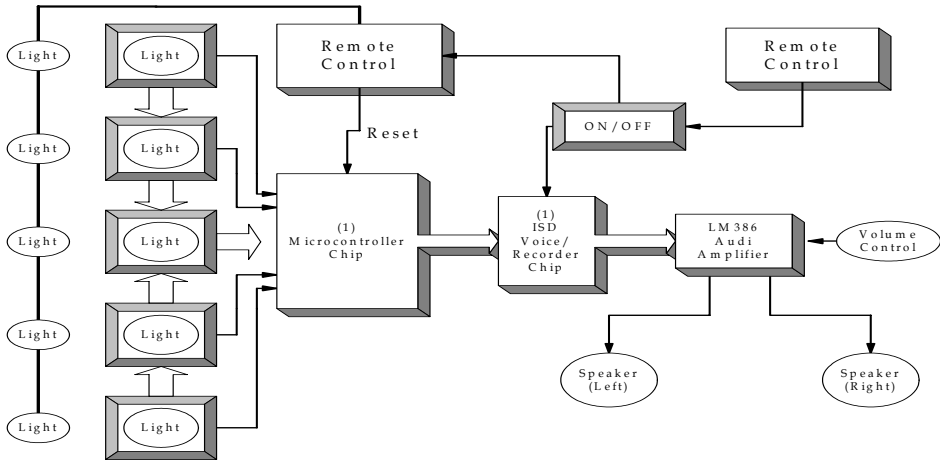 Light
Light
Remote
Control
Remote
Control
Reset
ON/OFF
Light
Light
Light
Light
(1)
Microcontroller
Chip
(1)
ISD
Voice/
Recorder
Chip
LM386
Audi
Amplifier
Volume
Control
Light
Light
Speaker
(Left)
Speaker
(Right)
Light
Light